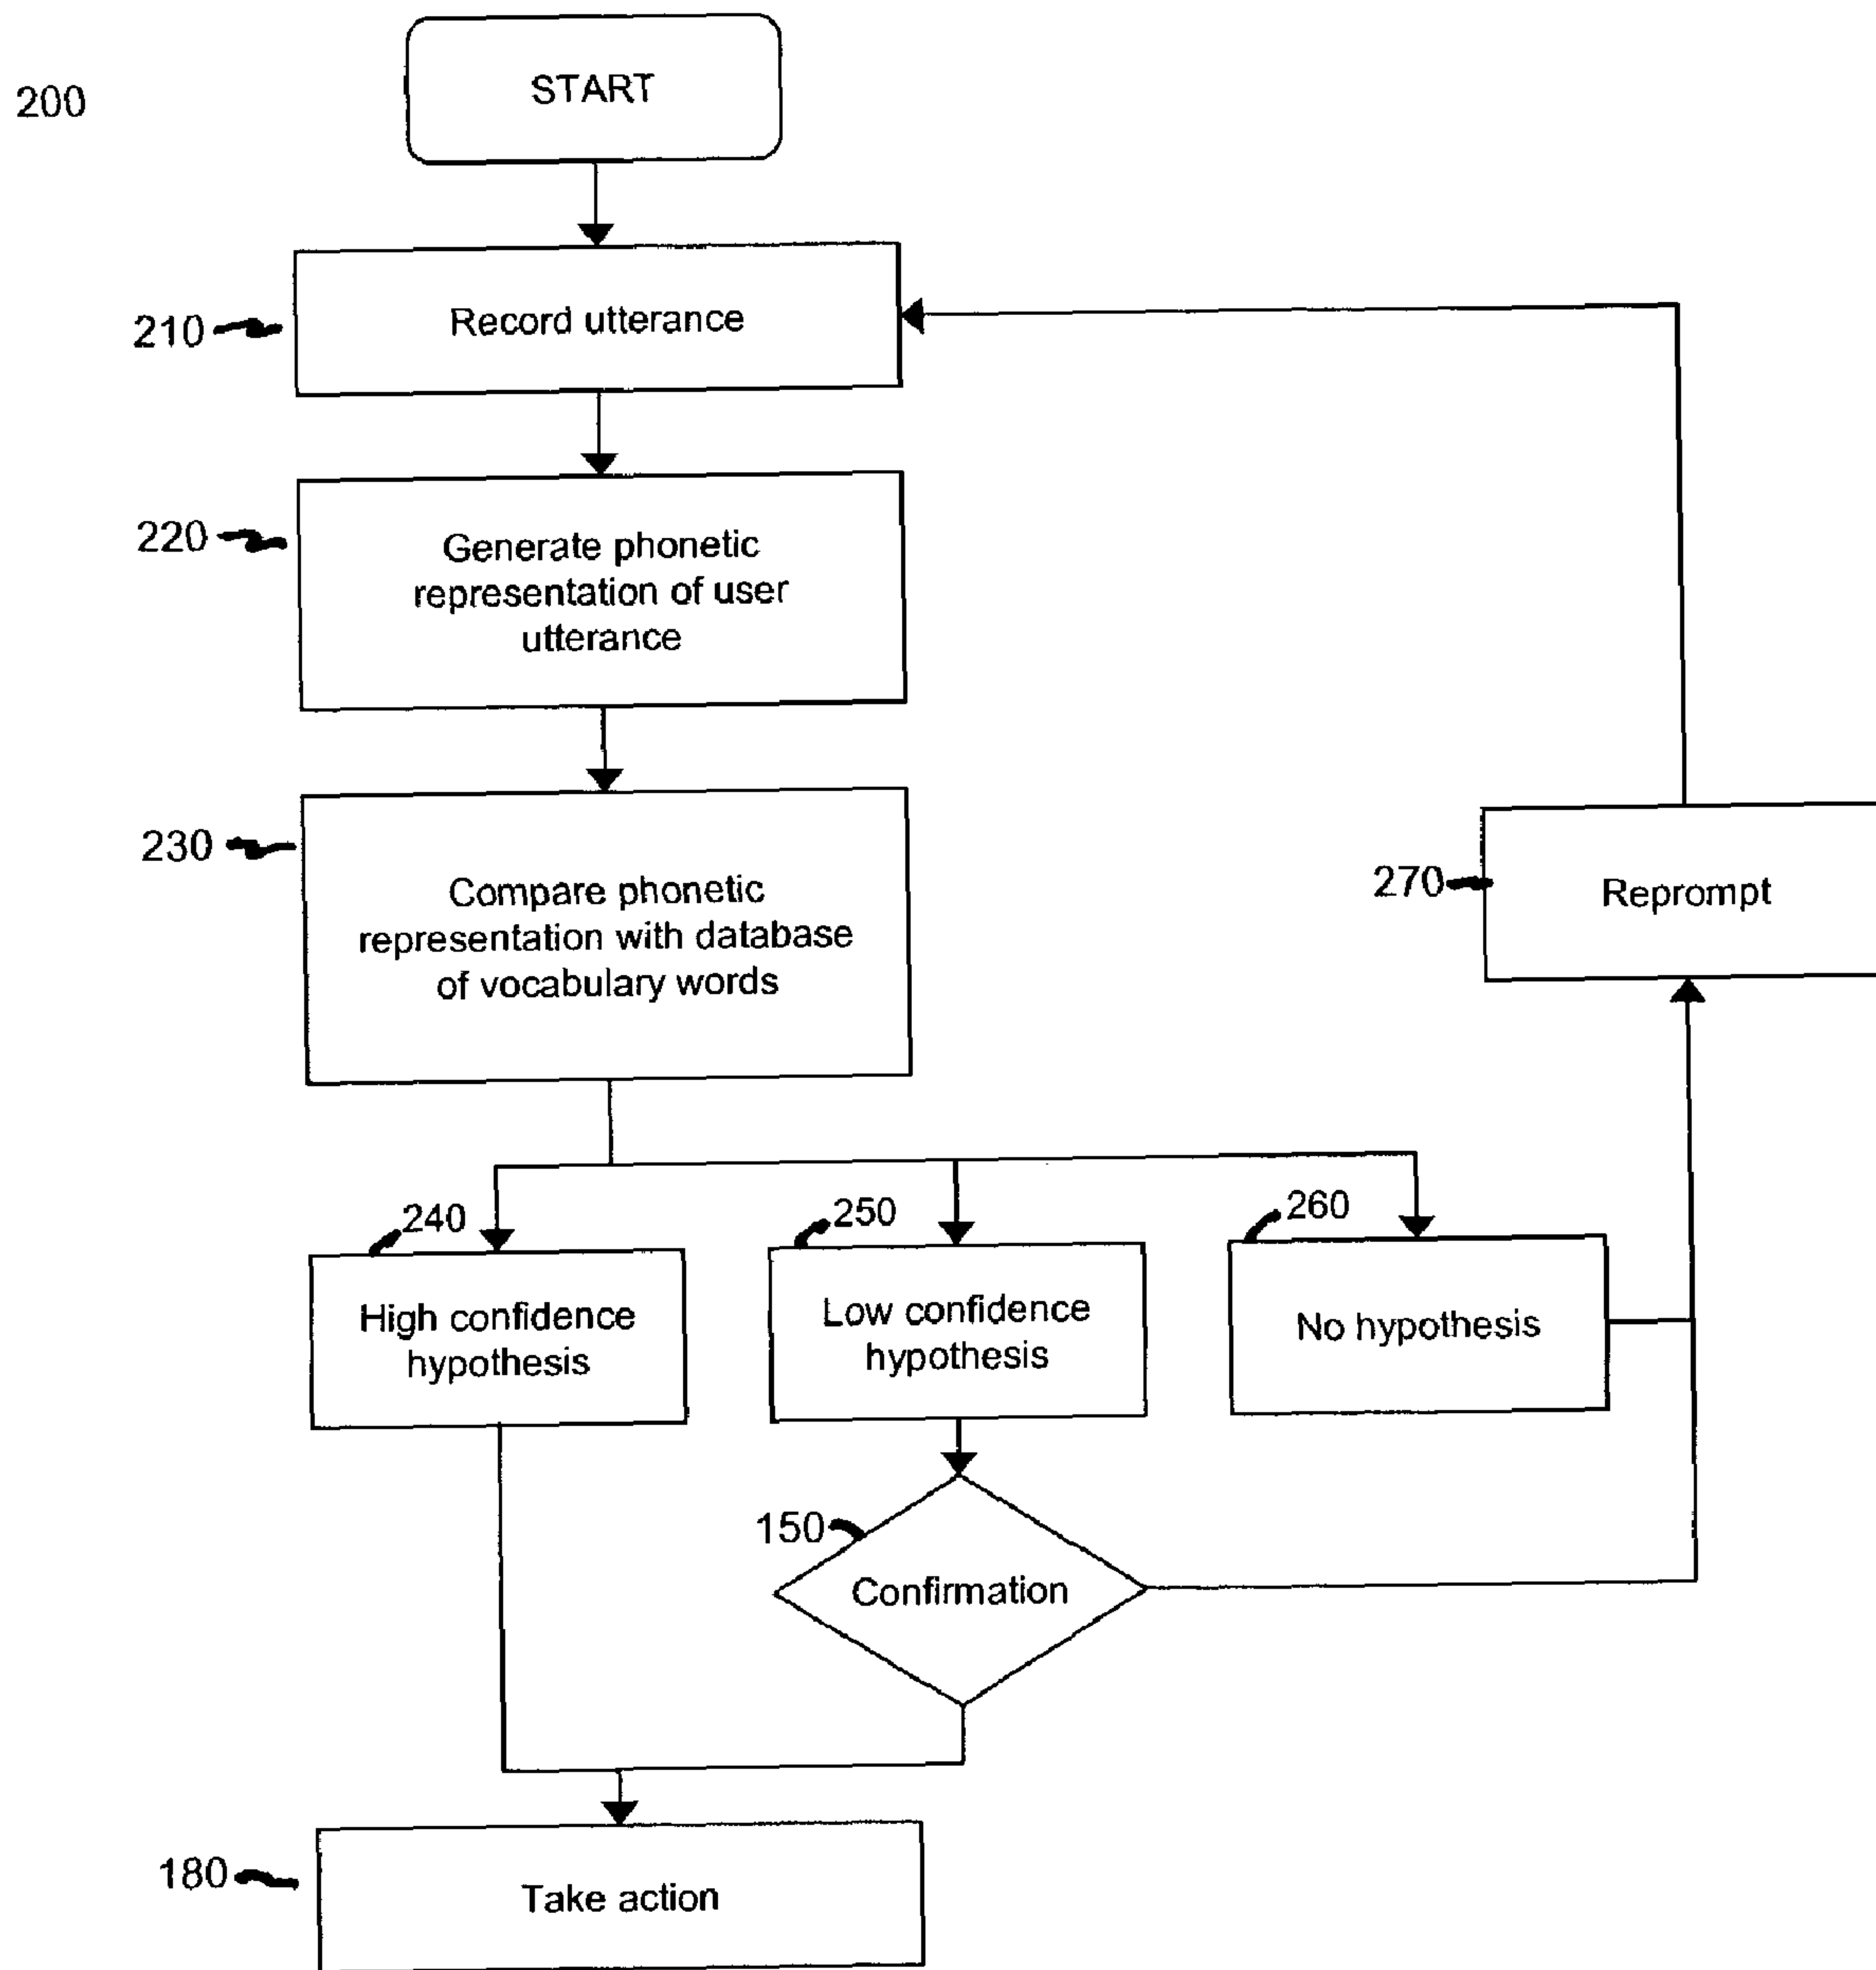 200
START
210
Record utterance
220
Generate phonetic
representation of user
utterance
230
Compare phonetic
representation with database
of vocabulary words
270
Reprompt
240
250
260
High confidence
hypothesis
Low confidence
hypothesis
No hypothesis
150
Confirmation
180
Take action